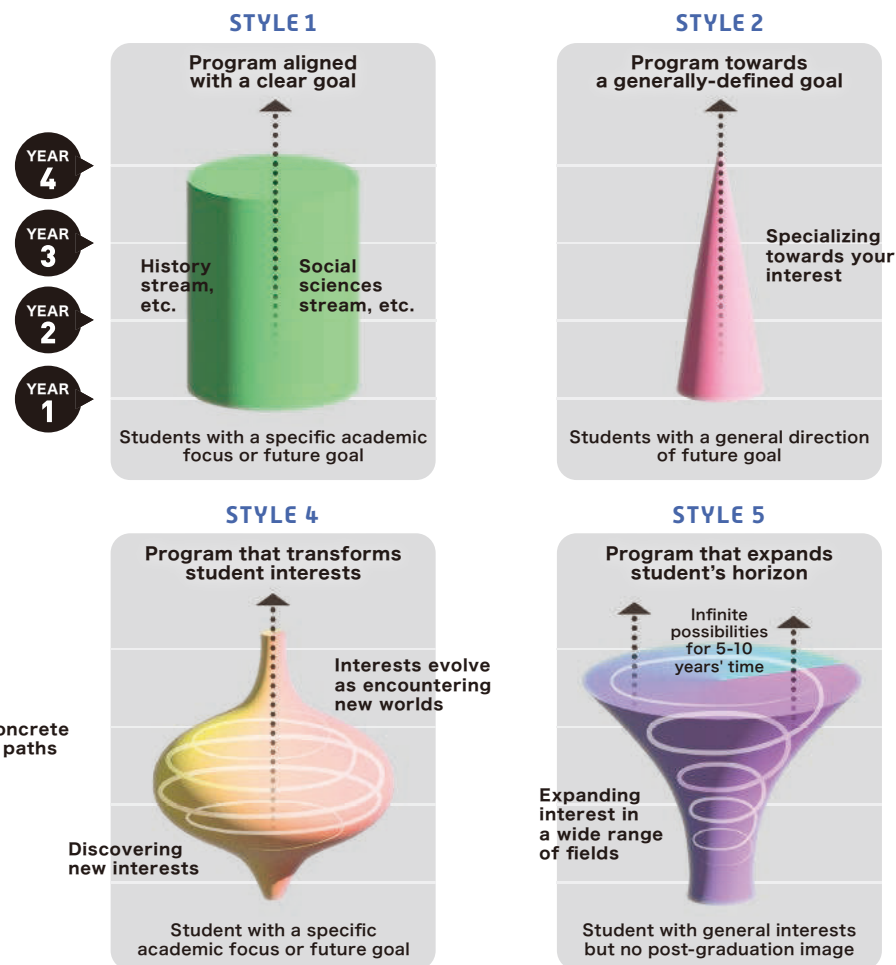 STYLE 1
Program aligned
with a clear goal
YEAR
4
YEAR
3
YEAR
2
YEAR
1
History
stream,
etc.
Social
sciences
stream, etc.
Students with a specific academic
focus or future goal
STYLE 2
Program towards
a generally-defined goal
Specializing
towards your
interest
Students with a general direction
of future goal
STYLE 4
Program that transforms
student interests
Interests evolve
as encountering
new worlds
oncrete
paths
Discovering
new interests
Student with a specific
academic focus or future goal
STYLE 5
Program that expands
student's horizon
Infinite
possibilities
for 5-10
years' time
Expanding
interest in
a wide range
of fields
Student with general interests
but no post-graduation image